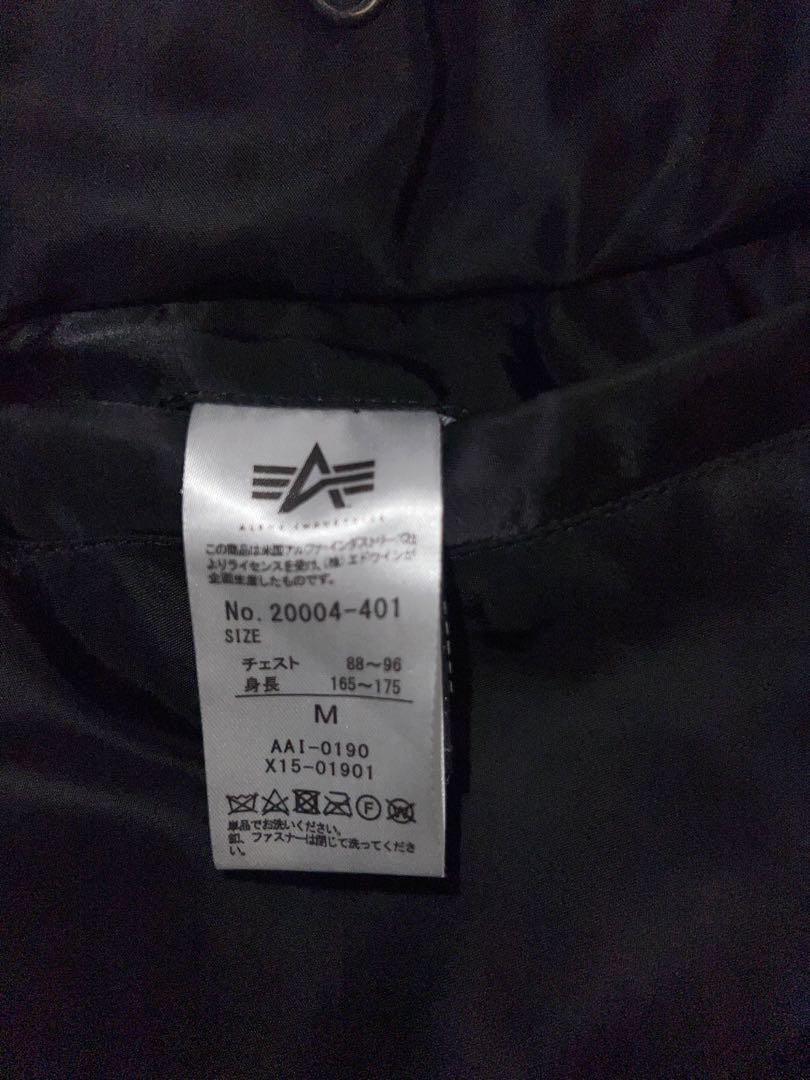 ALPHA INDUSTRIES
この商品は米国アルファーインダストリーズ社
よりライセンスを受け、(株)エドウインが
企画生産したものです。
No. 20004-401
SIZE
チェスト 88～96
身長 165～175
M
AAI-0190
X15-01901
F W
単品でお洗いください。
釦、ファスナーは閉じて洗ってくださ
い。